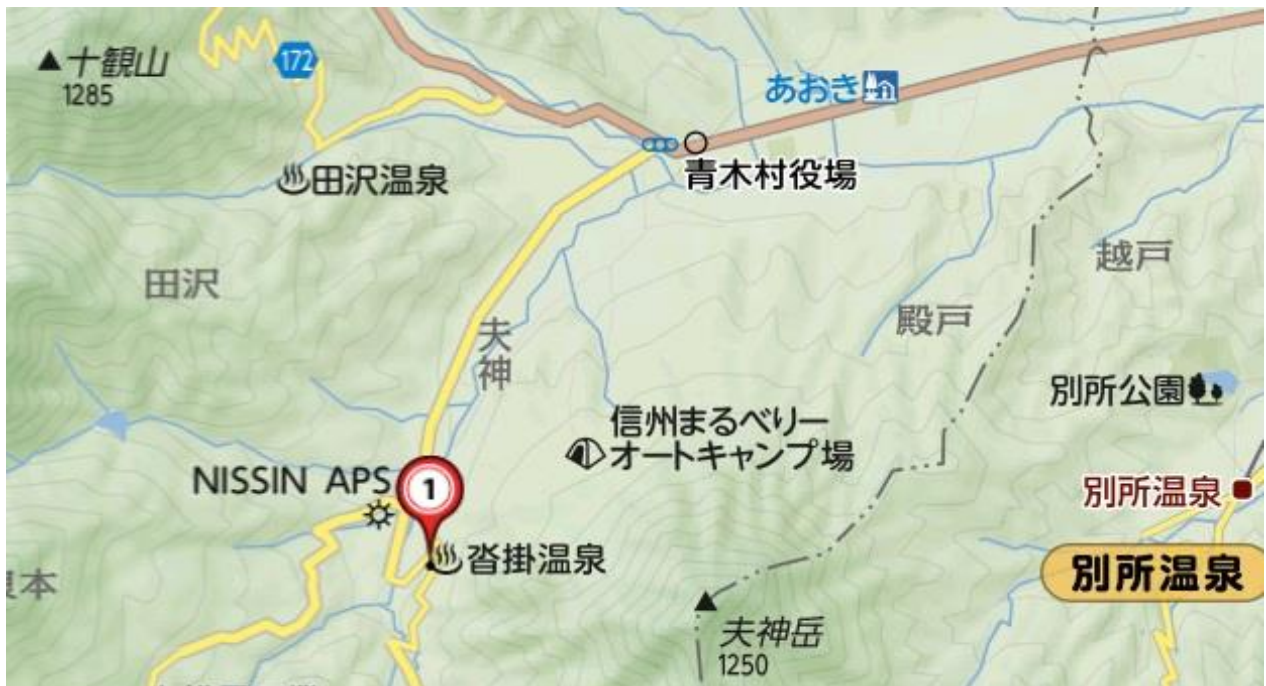 十観山
1285
172
あおき
青木村役場
田沢温泉
田沢
越戸
殿戸
夫神
別所公園
信州まるべりー
オートキャンプ場
NISSIN APS
1
別所温泉
沓掛温泉
別所温泉
本
夫神岳
1250